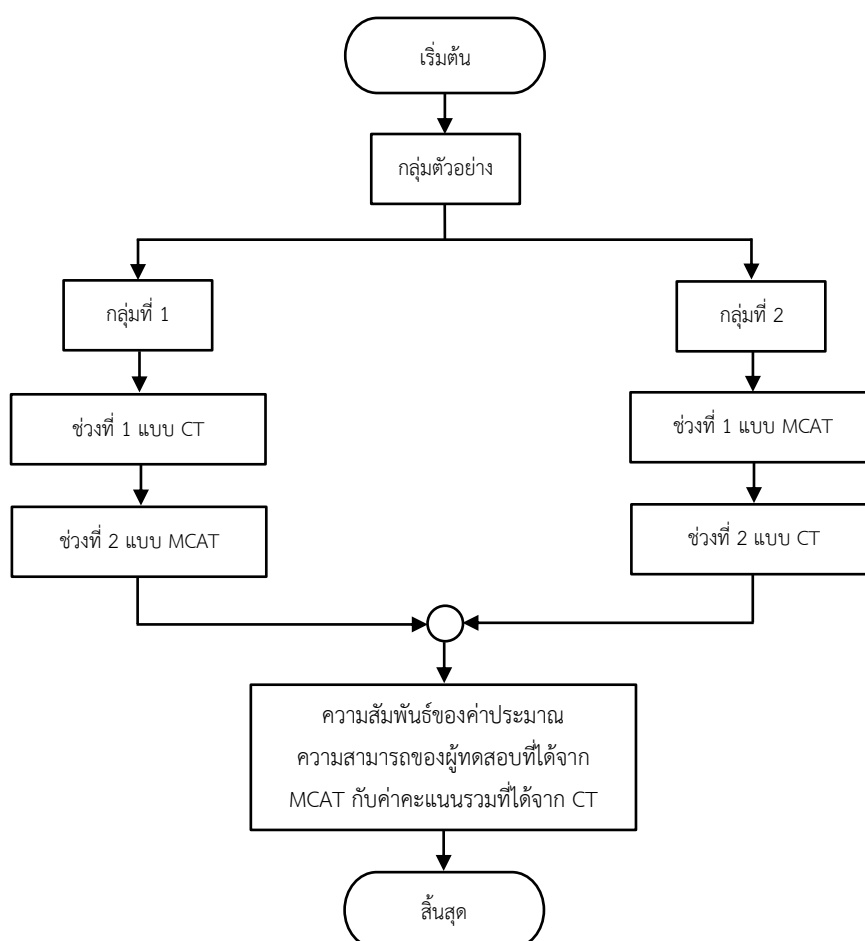 เริ่มต้น
กลุ่มตัวอย่าง
กลุ่มที่ 1
กลุ่มที่ 2
ช่วงที่ 1 แบบ CT
ช่วงที่ 1 แบบ MCAT
ช่วงที่ 2 แบบ MCAT
ช่วงที่ 2 แบบ CT
ความสัมพันธ์ของค่าประมาณ
ความสามารถของผู้ทดสอบที่ได้จาก
MCAT กับค่าคะแนนรวมที่ได้จาก CT
สิ้นสุด